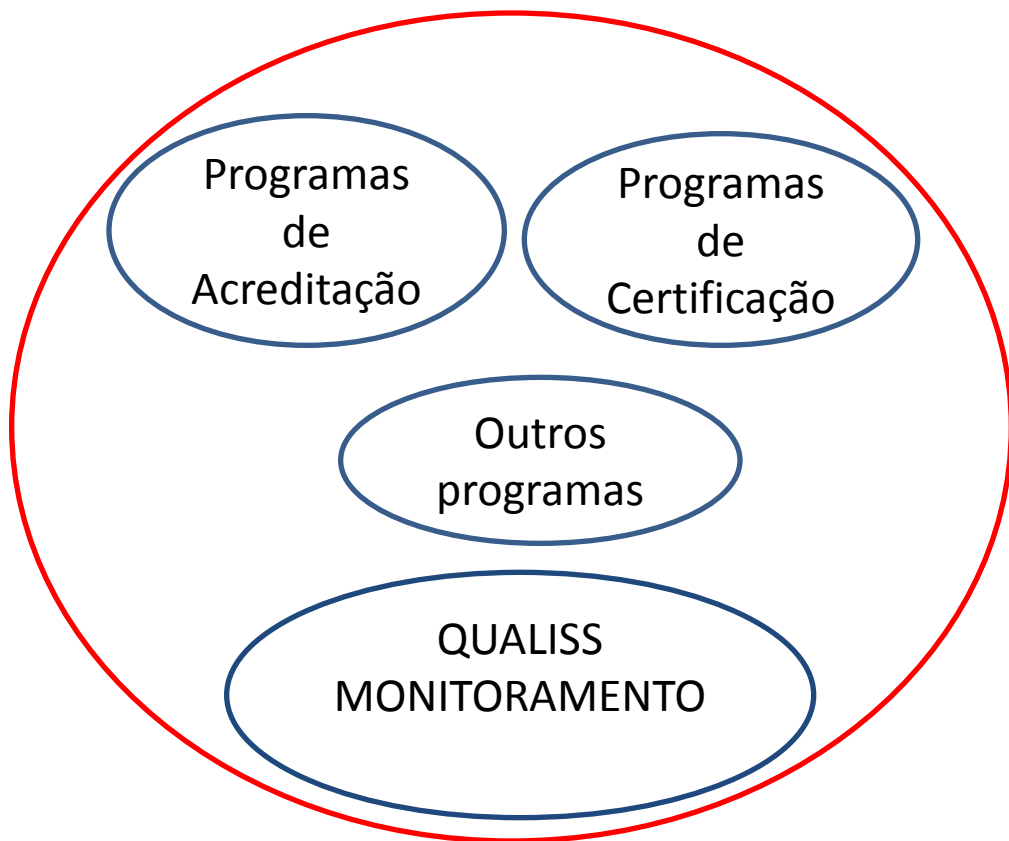 Programas
de
Acreditação
Programas
de
Certificação
Outros
programas
QUALISS
MONITORAMENTO